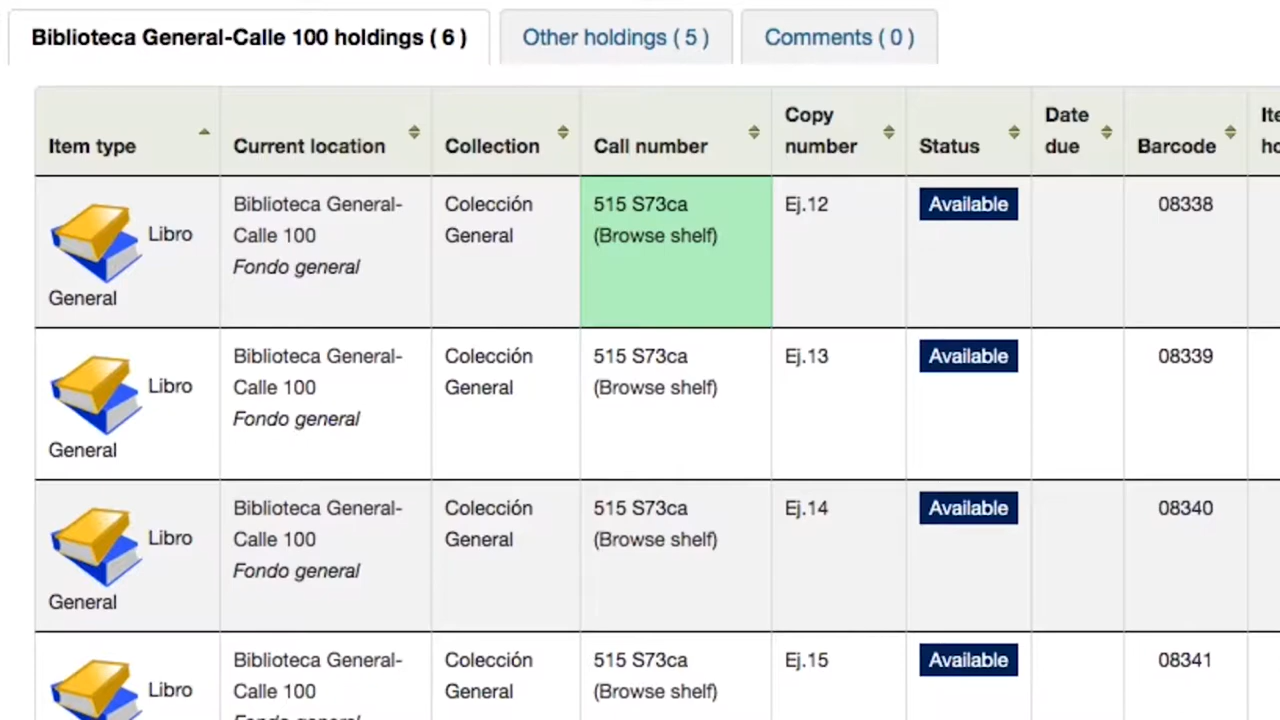 Biblioteca General-Calle 100 holdings ( 6 )
Other holdings ( 5 )
Comments ( 0 )
Item type
Current location
Collection
Call number
Copy
number
Status
Date
due
Barcode
Libro
General
Biblioteca General-
Calle 100
Fondo general
Colección
General
515 S73ca
(Browse shelf)
Ej.12
Available
08338
Libro
General
Biblioteca General-
Calle 100
Fondo general
Colección
General
515 S73ca
(Browse shelf)
Ej.13
Available
08339
Libro
General
Biblioteca General-
Calle 100
Fondo general
Colección
General
515 S73ca
(Browse shelf)
Ej.14
Available
08340
Libro
Biblioteca General-
Calle 100
Colección
General
515 S73ca
(Browse shelf)
Ej.15
Available
08341